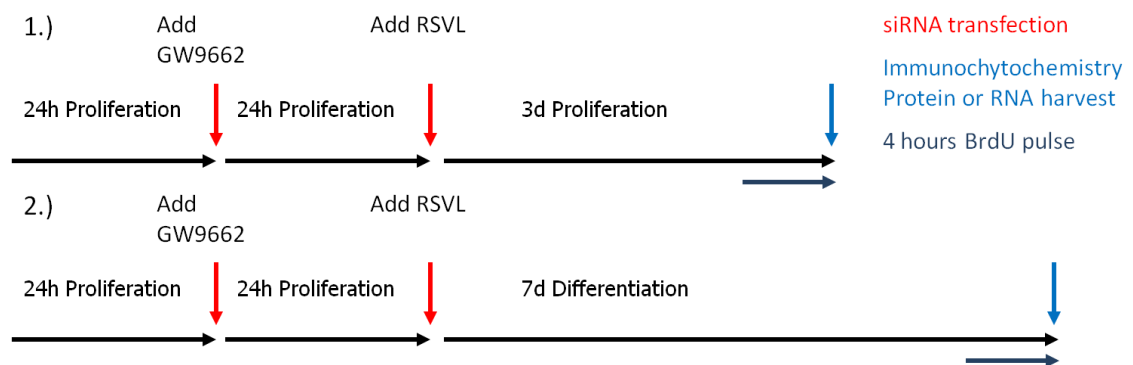 1.)
Add
GW9662
Add RSVL
siRNA transfection
Immunochytochemistry
Protein or RNA harvest
24h Proliferation
24h Proliferation
3d Proliferation
4 hours BrdU pulse
2.)
Add
GW9662
Add RSVL
24h Proliferation
24h Proliferation
7d Differentiation